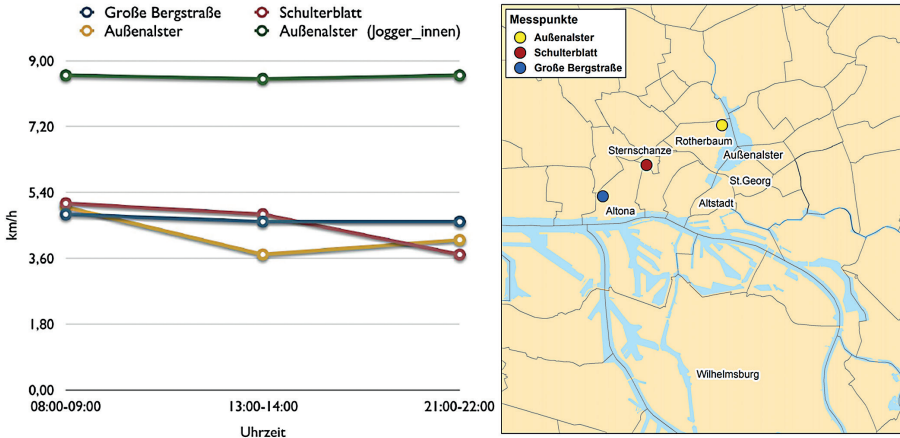 Große Bergstraße
Schulterblatt
Außenalster
Außenalster (Jogger_innen)
9,00
7,20
5,40
3,60
1,80
0,00
km/h
08:00-09:00
13:00-14:00
21:00-22:00
Uhrzeit
Messpunkte
Außenalster
Schulterblatt
Große Bergstraße
Rotherbaum
Sternschanze
Außenalster
St.Georg
Altstadt
Altona
Wilhelmsburg